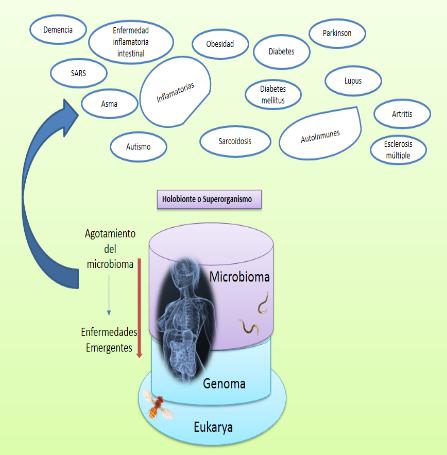 Demencia
Enfermedad
inflamatoria
intestinal
Obesidad
Diabetes
Parkinson
SARS
Asma
Inflamatorias
Diabetes
mellitus
Lupus
Autismo
Sarcoidosis
Autoinmunes
Artritis
Esclerosis
múltiple
Holobionte o Superorganismo
Agotamiento
del
microbioma
Microbioma
Enfermedades
Emergentes
Genoma
Eukarya